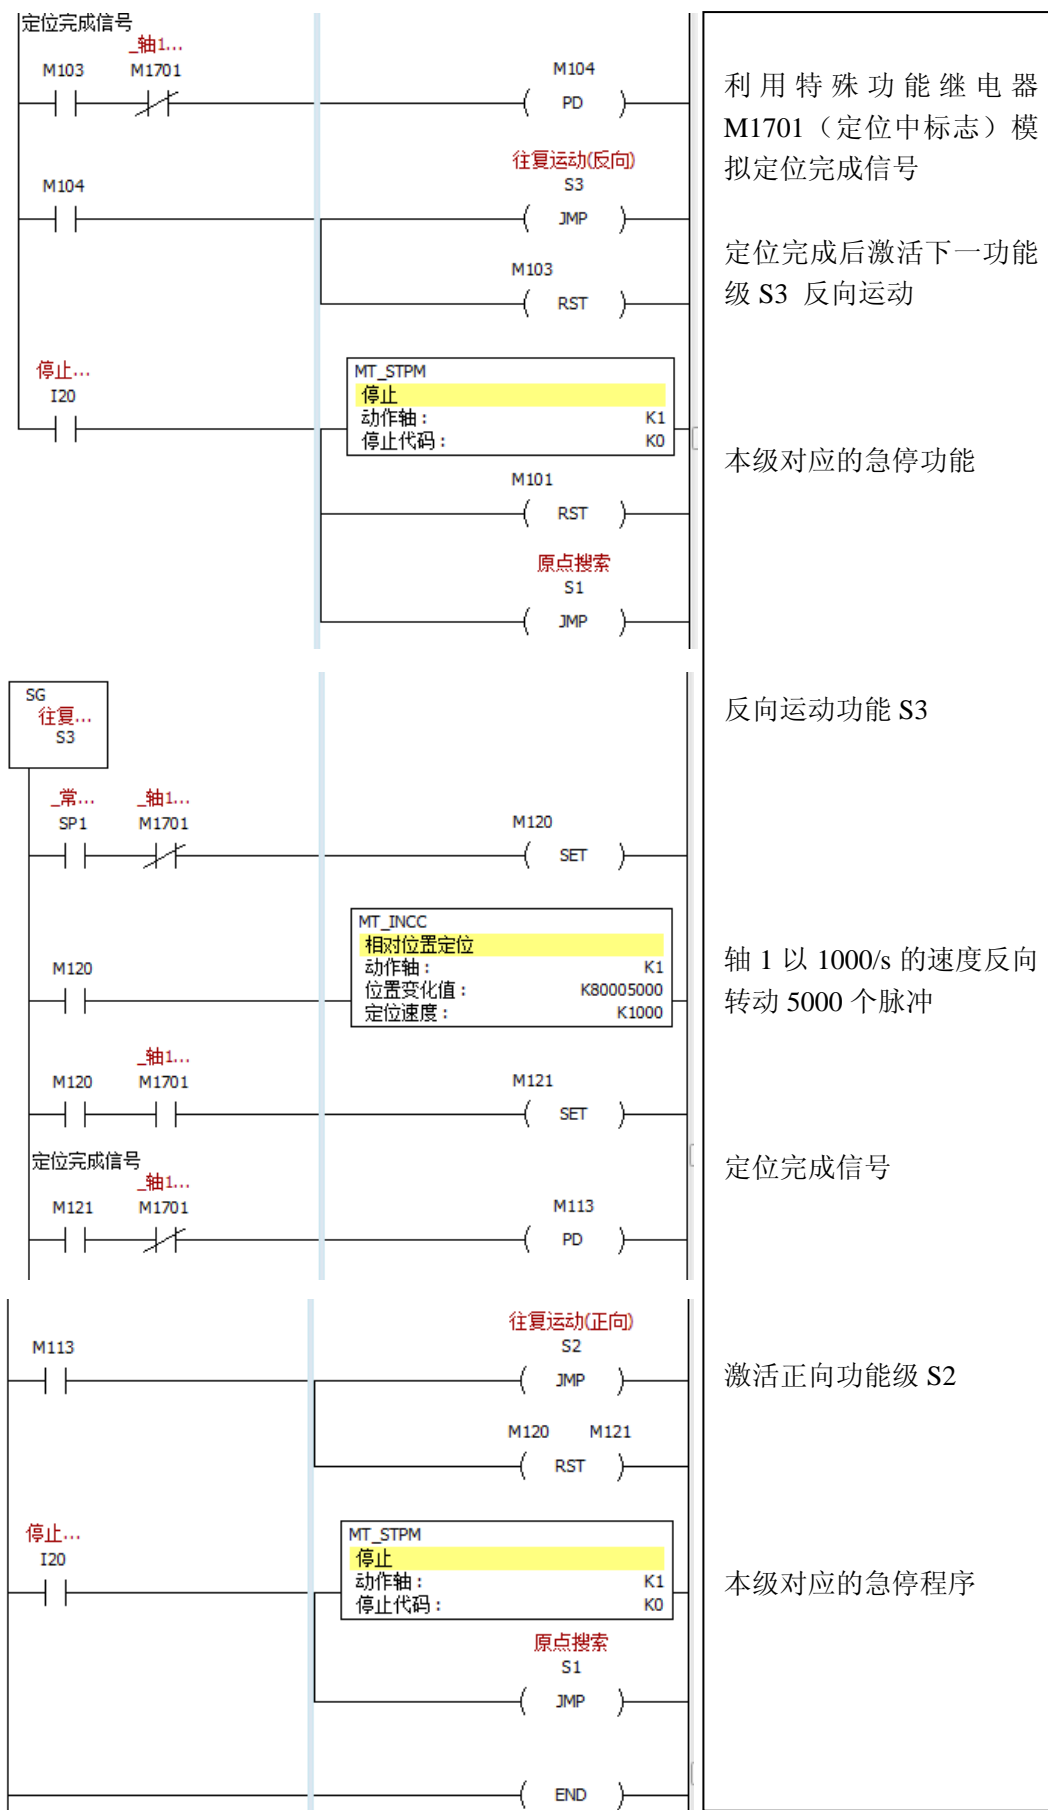 定位完成信号
_轴1...
M103 M1701 M104
PD
利用特殊功能继电器
M1701（定位中标志）模
拟定位完成信号
往复运动(反向)
M104 S3
JMP
M103
RST
定位完成后激活下一功能
级 S3 反向运动
停止...
I20
MT_STPM
停止
动作轴： K1
停止代码： K0
本级对应的急停功能
M101
RST
原点搜索
S1
JMP
SG
往复...
S3
反向运动功能 S3
_常... _轴1...
SP1 M1701 M120
SET
MT_INCC
相对位置定位
M120
动作轴： K1
位置变化值： K80005000
定位速度： K1000
轴 1 以 1000/s 的速度反向
转动 5000 个脉冲
_轴1...
M120 M1701 M121
SET
定位完成信号
_轴1...
M121 M1701 M113
PD
定位完成信号
往复运动(正向)
M113 S2
JMP
激活正向功能级 S2
M120 M121
RST
停止...
I20
MT_STPM
停止
动作轴： K1
停止代码： K0
本级对应的急停程序
原点搜索
S1
JMP
END